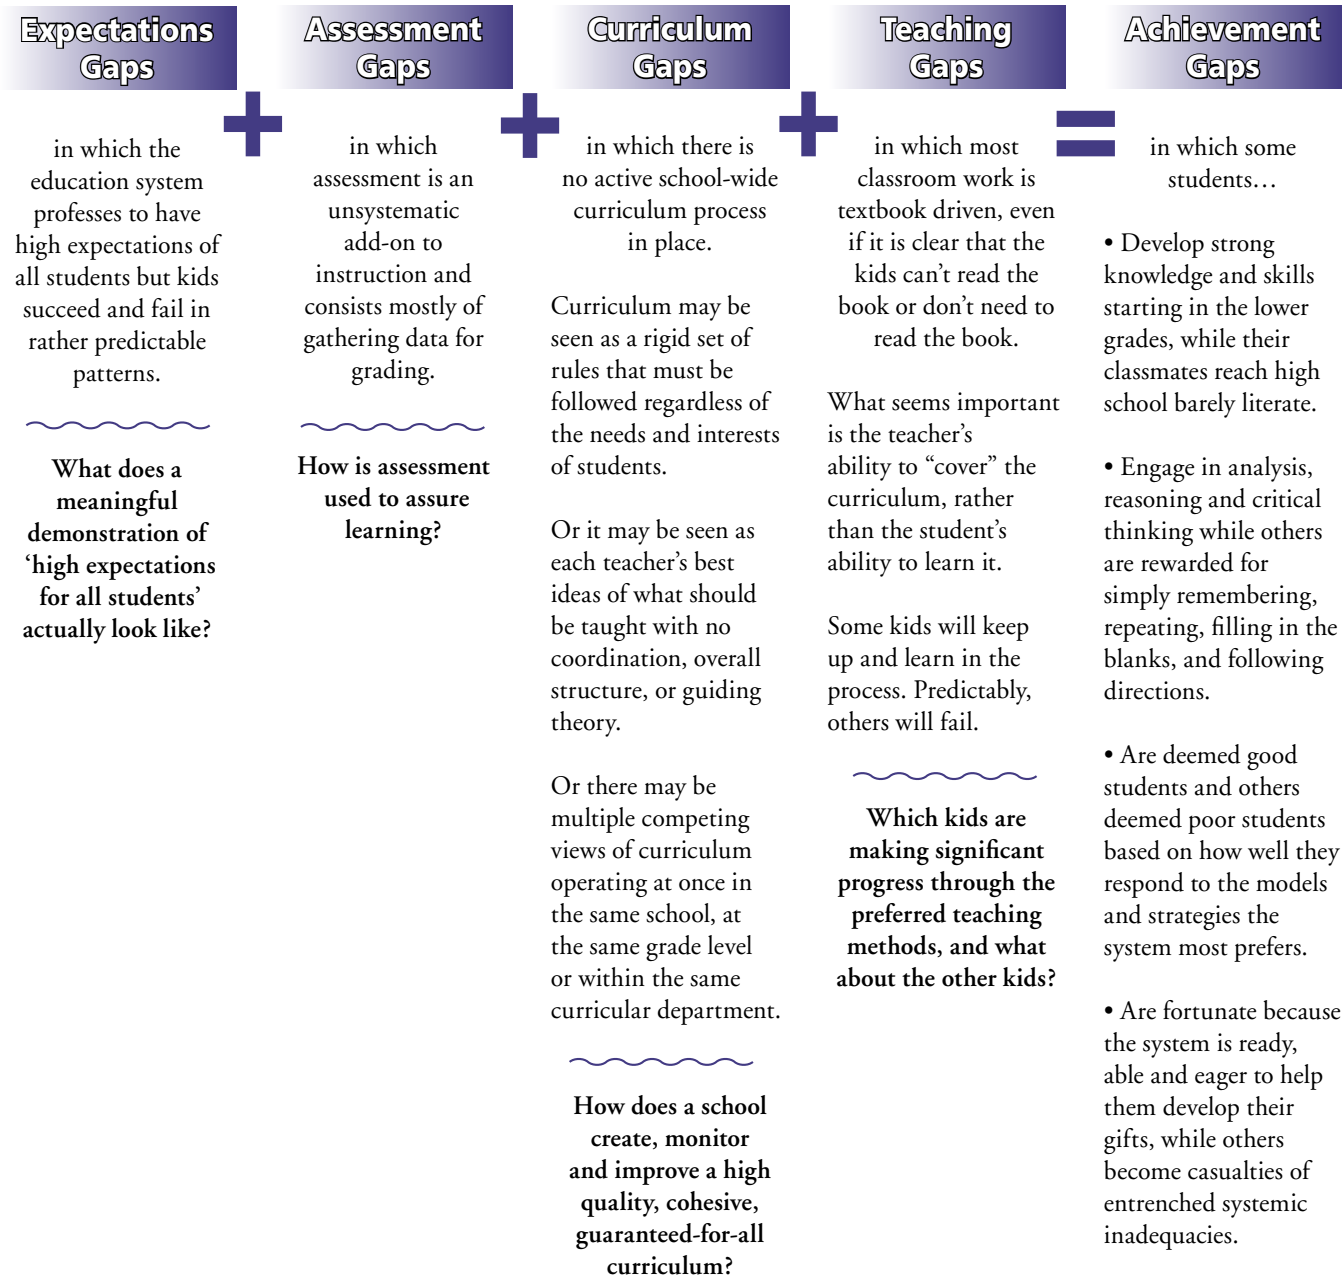 Expectations
Gaps
in which the
education system
professes to have
high expectations of
all students but kids
succeed and fail in
rather predictable
patterns.
What does a
meaningful
demonstration of
‘high expectations
for all students’
actually look like?
+
Assessment
Gaps
in which
assessment is an
unsystematic
add-on to
instruction and
consists mostly of
gathering data for
grading.
How is assessment
used to assure
learning?
+
Curriculum
Gaps
in which there is
no active school-wide
curriculum process
in place.
Curriculum may be
seen as a rigid set of
rules that must be
followed regardless of
the needs and interests
of students.
Or it may be seen as
each teacher’s best
ideas of what should
be taught with no
coordination, overall
structure, or guiding
theory.
Or there may be
multiple competing
views of curriculum
operating at once in
the same school, at
the same grade level
or within the same
curricular department.
How does a school
create, monitor
and improve a high
quality, cohesive,
guaranteed-for-all
curriculum?
+
Teaching
Gaps
in which most
classroom work is
textbook driven, even
if it is clear that the
kids can’t read the
book or don’t need to
read the book.
What seems important
is the teacher’s
ability to “cover” the
curriculum, rather
than the student’s
ability to learn it.
Some kids will keep
up and learn in the
process. Predictably,
others will fail.
Which kids are
making significant
progress through the
preferred teaching
methods, and what
about the other kids?
=
Achievement
Gaps
in which some
students…
• Develop strong
knowledge and skills
starting in the lower
grades, while their
classmates reach high
school barely literate.
• Engage in analysis,
reasoning and critical
thinking while others
are rewarded for
simply remembering,
repeating, filling in the
blanks, and following
directions.
• Are deemed good
students and others
deemed poor students
based on how well they
respond to the models
and strategies the
system most prefers.
• Are fortunate because
the system is ready,
able and eager to help
them develop their
gifts, while others
become casualties of
entrenched systemic
inadequacies.